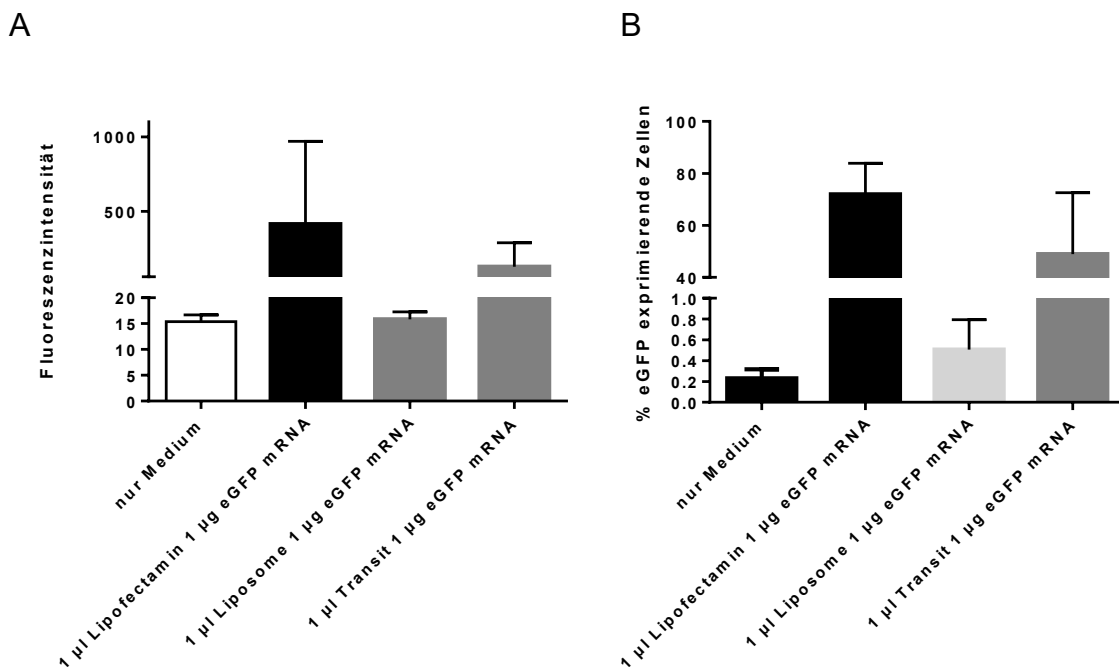 A
Fluoreszenzintensität
1000
500
20
15
10
5
0
nur Medium
1 µl Lipofectamin 1 µg eGFP mRNA
1 µl Liposome 1 µg eGFP mRNA
1 µl Transit 1 µg eGFP mRNA
B
% eGFP exprimierende Zellen
100
80
60
40
1.0
0.8
0.6
0.4
0.2
0.0
nur Medium
1 µl Lipofectamin 1 µg eGFP mRNA
1 µl Liposome 1 µg eGFP mRNA
1 µl Transit 1 µg eGFP mRNA